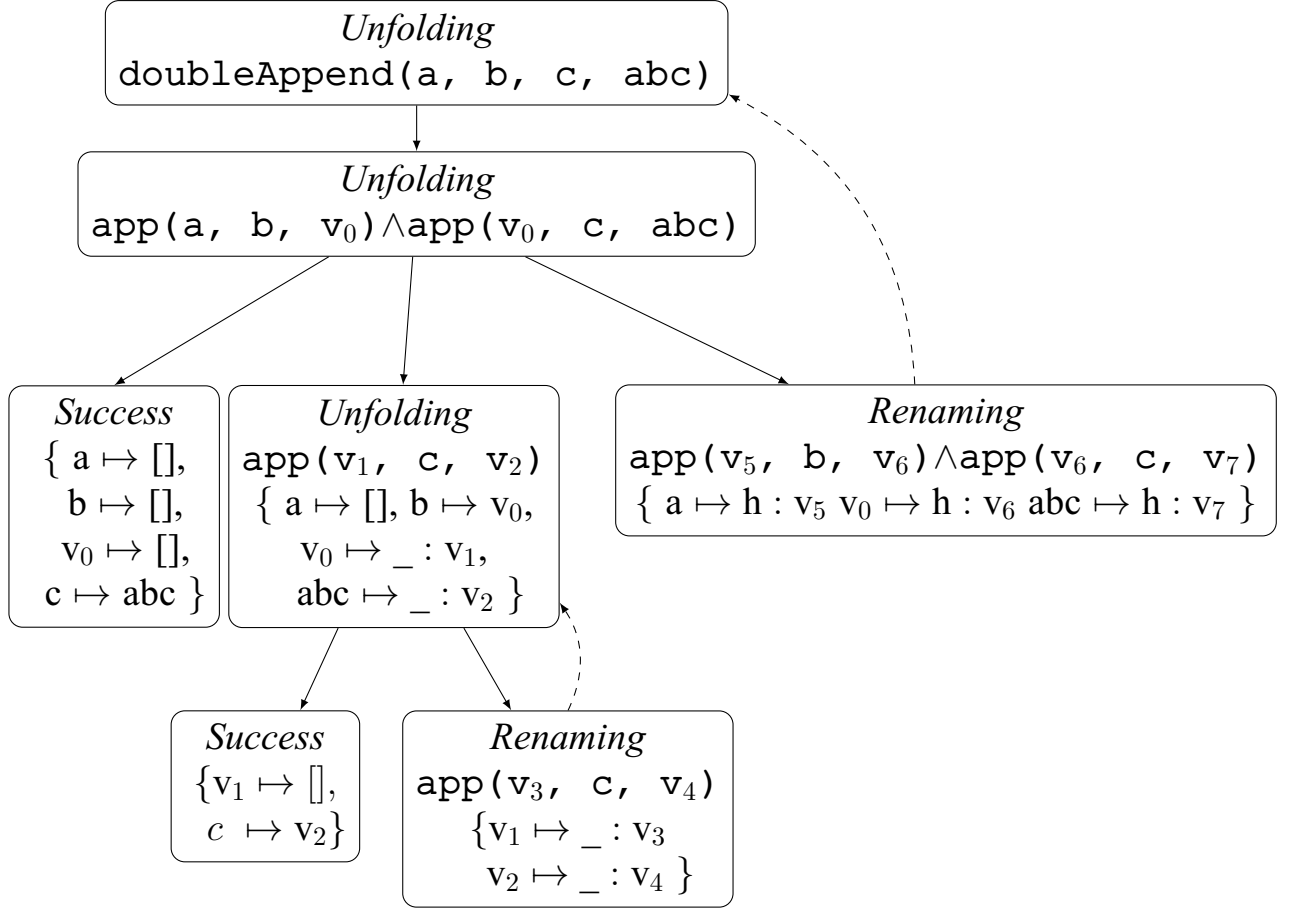 Unfolding
doubleAppend(a, b, c, abc)
Unfolding
app(a, b, v₀)∧app(v₀, c, abc)
Success
{ a ↦ [],
b ↦ [],
v₀ ↦ [],
c ↦ abc }
Unfolding
app(v₁, c, v₂)
{ a ↦ [], b ↦ v₀,
v₀ ↦ _ : v₁,
abc ↦ _ : v₂ }
Renaming
app(v₅, b, v₆)∧app(v₆, c, v₇)
{ a ↦ h : v₅ v₀ ↦ h : v₆ abc ↦ h : v₇ }
Success
{v₁ ↦ [],
c ↦ v₂}
Renaming
app(v₃, c, v₄)
{v₁ ↦ _ : v₃
v₂ ↦ _ : v₄ }